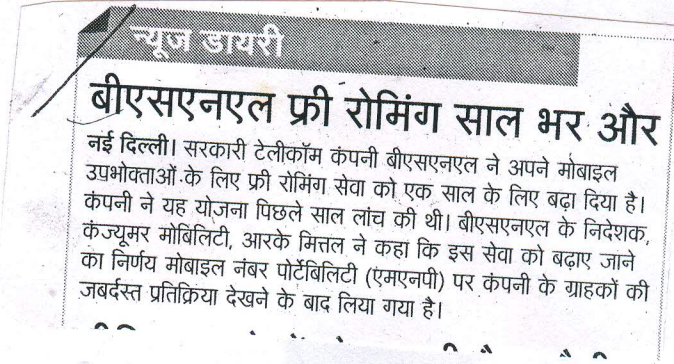 न्यूज डायरी
बीएसएनएल फ्री रोमिंग साल भर और
नई दिल्ली। सरकारी टेलीकॉम कंपनी बीएसएनएल ने अपने मोबाइल
उपभोक्ताओं के लिए फ्री रोमिंग सेवा को एक साल के लिए बढ़ा दिया है।
कंपनी ने यह योजना पिछले साल लांच की थी। बीएसएनएल के निदेशक,
कंज्यूमर मोबिलिटी, आरके मित्तल ने कहा कि इस सेवा को बढ़ाए जाने
का निर्णय मोबाइल नंबर पोर्टेबिलिटी (एमएनपी) पर कंपनी के ग्राहकों की
जबर्दस्त प्रतिक्रिया देखने के बाद लिया गया है।